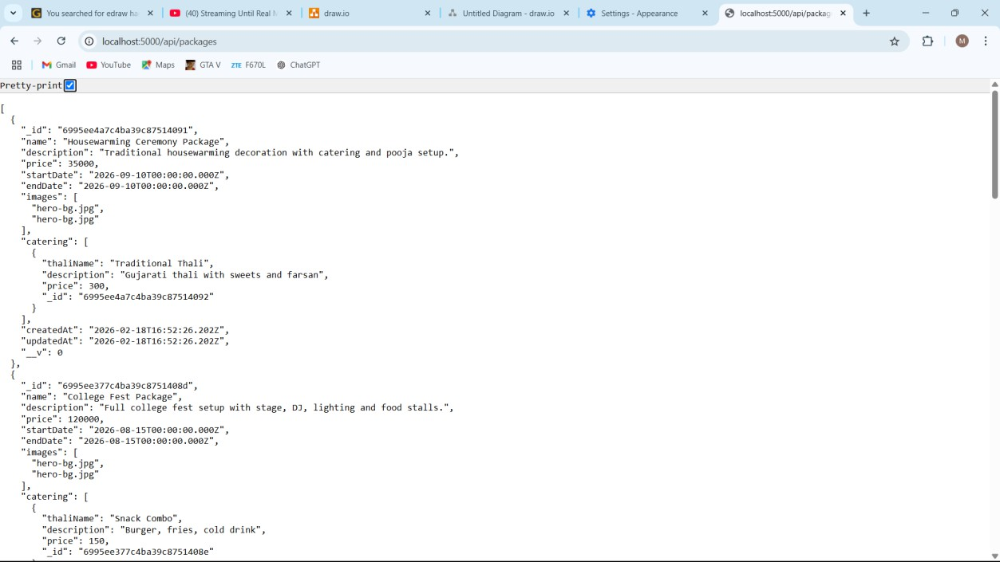 You searched for edraw ha
(40) Streaming Until Real M
draw.io
Untitled Diagram - draw.io
Settings - Appearance
localhost:5000/api/packag
localhost:5000/api/packages
M
Gmail
YouTube
Maps
GTA V
ZTE F670L
ChatGPT
Pretty-print
[
  {
    "_id": "6995ee4a7c4ba39c87514091",
    "name": "Housewarming Ceremony Package",
    "description": "Traditional housewarming decoration with catering and pooja setup.",
    "price": 35000,
    "startDate": "2026-09-10T00:00:00.000Z",
    "endDate": "2026-09-10T00:00:00.000Z",
    "images": [
      "hero-bg.jpg",
      "hero-bg.jpg"
    ],
    "catering": [
      {
        "thaliName": "Traditional Thali",
        "description": "Gujarati thali with sweets and farsan",
        "price": 300,
        "_id": "6995ee4a7c4ba39c87514092"
      }
    ],
    "createdAt": "2026-02-18T16:52:26.202Z",
    "updatedAt": "2026-02-18T16:52:26.202Z",
    "__v": 0
  },
  {
    "_id": "6995ee377c4ba39c8751408d",
    "name": "College Fest Package",
    "description": "Full college fest setup with stage, DJ, lighting and food stalls.",
    "price": 120000,
    "startDate": "2026-08-15T00:00:00.000Z",
    "endDate": "2026-08-15T00:00:00.000Z",
    "images": [
      "hero-bg.jpg",
      "hero-bg.jpg"
    ],
    "catering": [
      {
        "thaliName": "Snack Combo",
        "description": "Burger, fries, cold drink",
        "price": 150,
        "_id": "6995ee377c4ba39c8751408e"